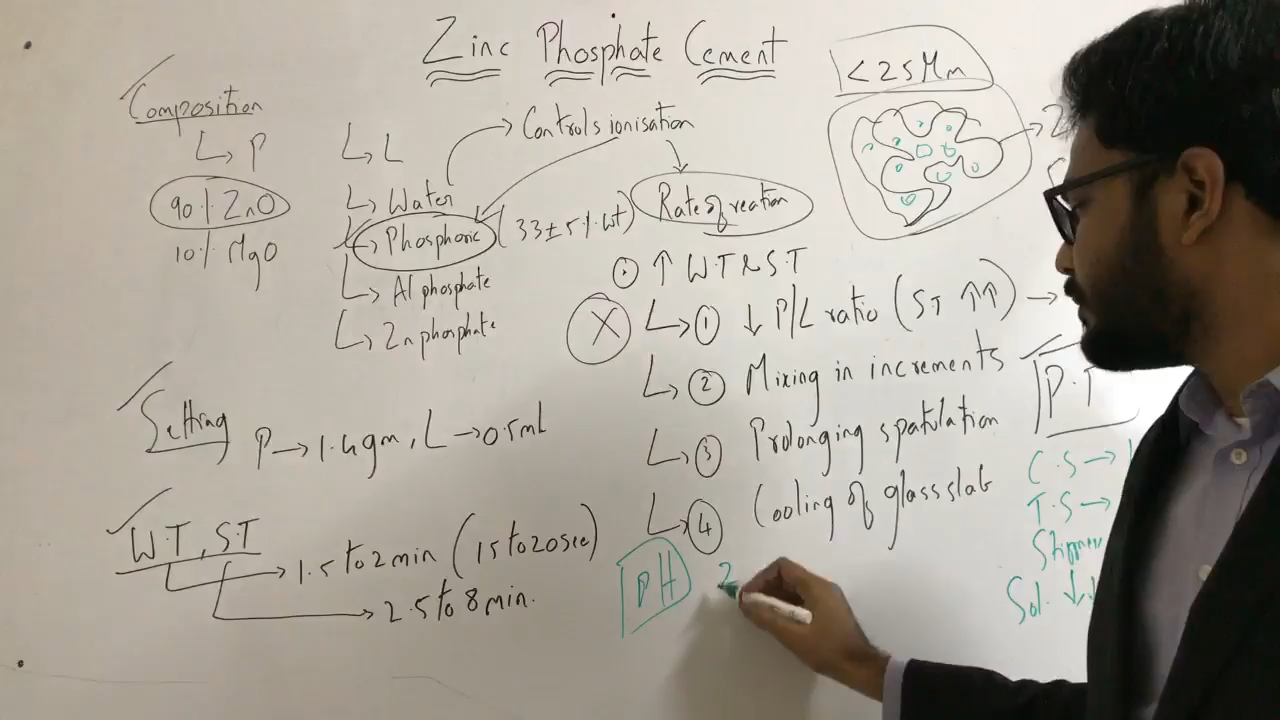 Zinc Phosphate Cement
<25 Mm
Composition
P
L
Controls ionisation
90% ZnO
Water
10% MgO
Phosphoric (33±5% wt)
Rate of reation
Al phosphate
Zn phosphate
↑ W.T & S.T
X
① ↓ P/L ratio (ST ↑↑) →
② Mixing in increments
③ Prolonging spatulation
④ Cooling of glass slab
Setting
P → 1.4gm, L → 0.5ml
W.T, S.T
1.5 to 2 min (15 to 20 sec)
2.5 to 8 min.
PH 2
P.T
C.S →
T.S →
Sol. ↓↓